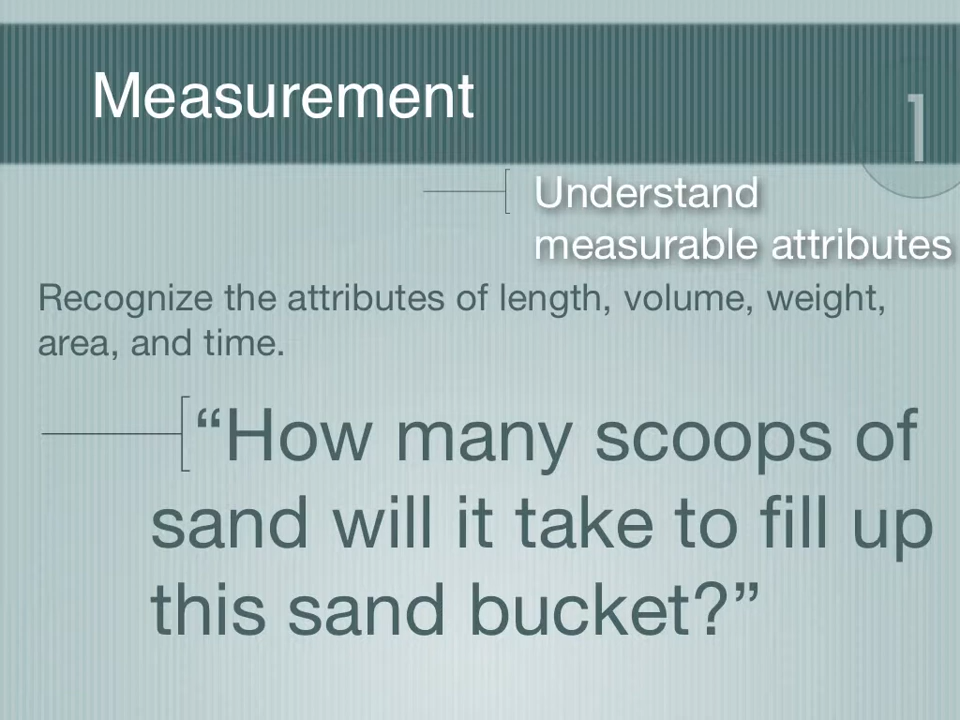 Measurement
1
Understand
measurable attributes
Recognize the attributes of length, volume, weight,
area, and time.
“How many scoops of
sand will it take to fill up
this sand bucket?”